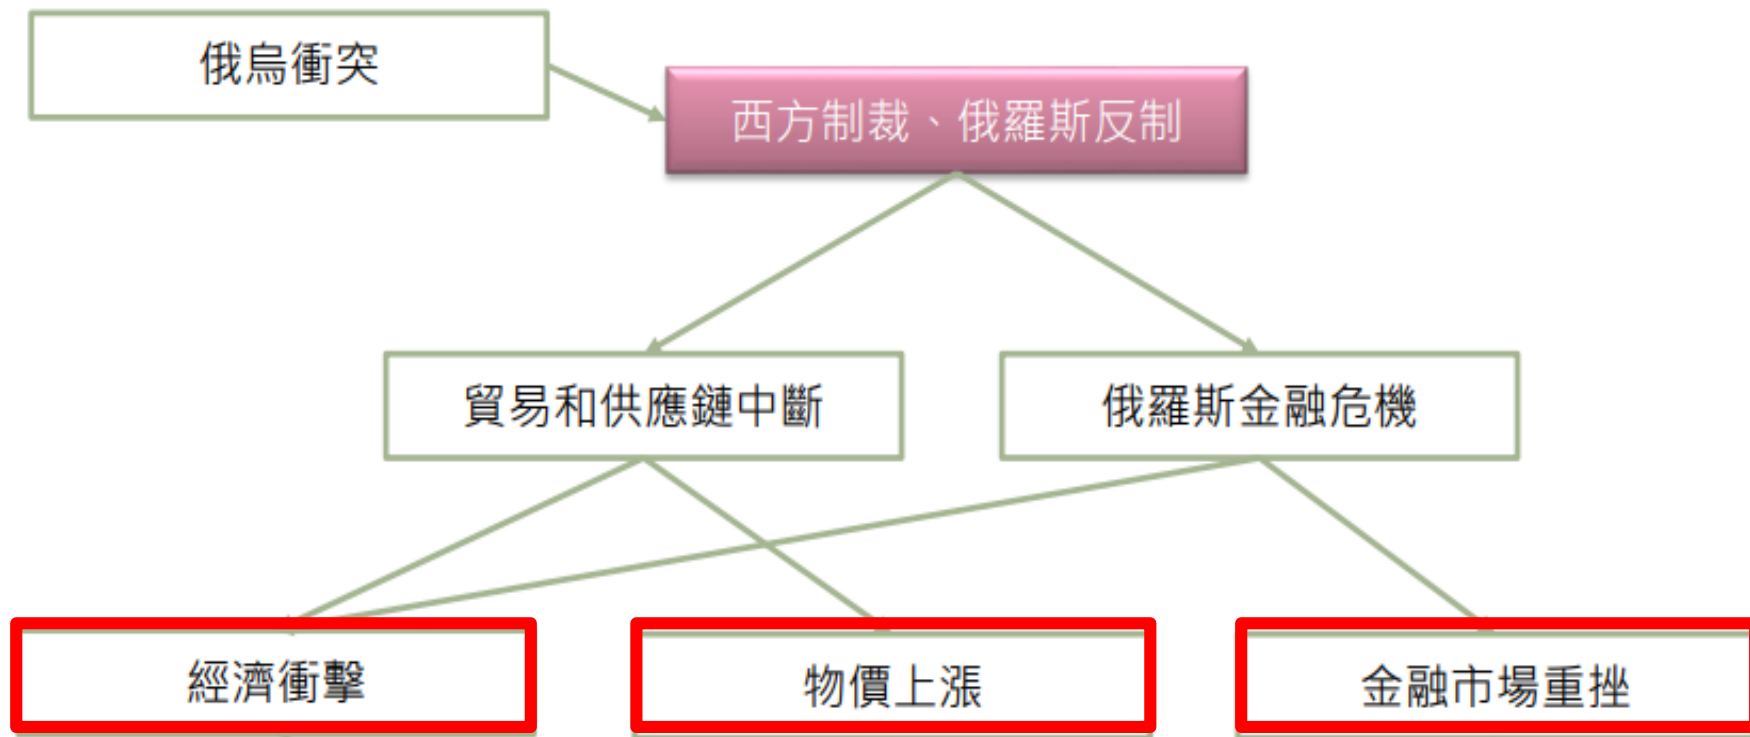 俄烏衝突
西方制裁、俄羅斯反制
貿易和供應鏈中斷
俄羅斯金融危機
經濟衝擊
物價上漲
金融市場重挫